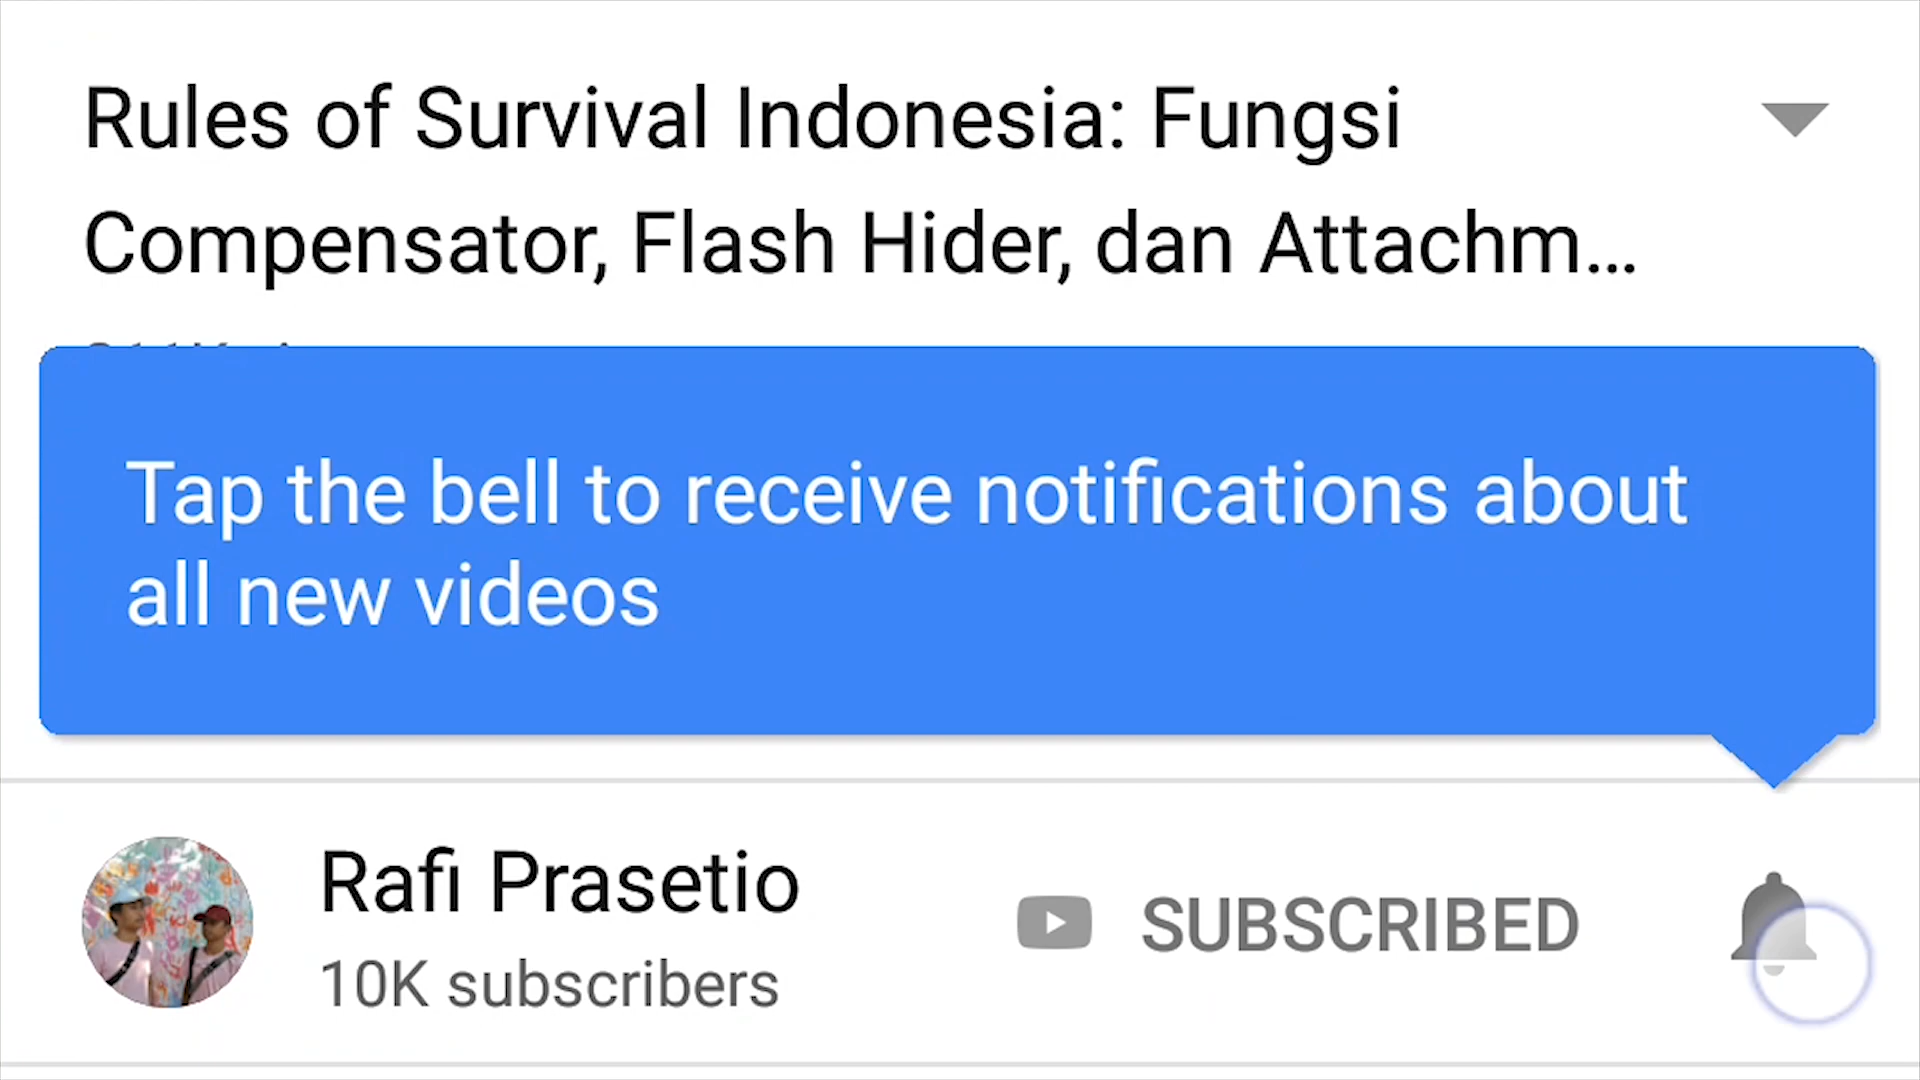 Rules of Survival Indonesia: Fungsi
Compensator, Flash Hider, dan Attachm...
Tap the bell to receive notifications about
all new videos
Rafi Prasetio
SUBSCRIBED
10K subscribers